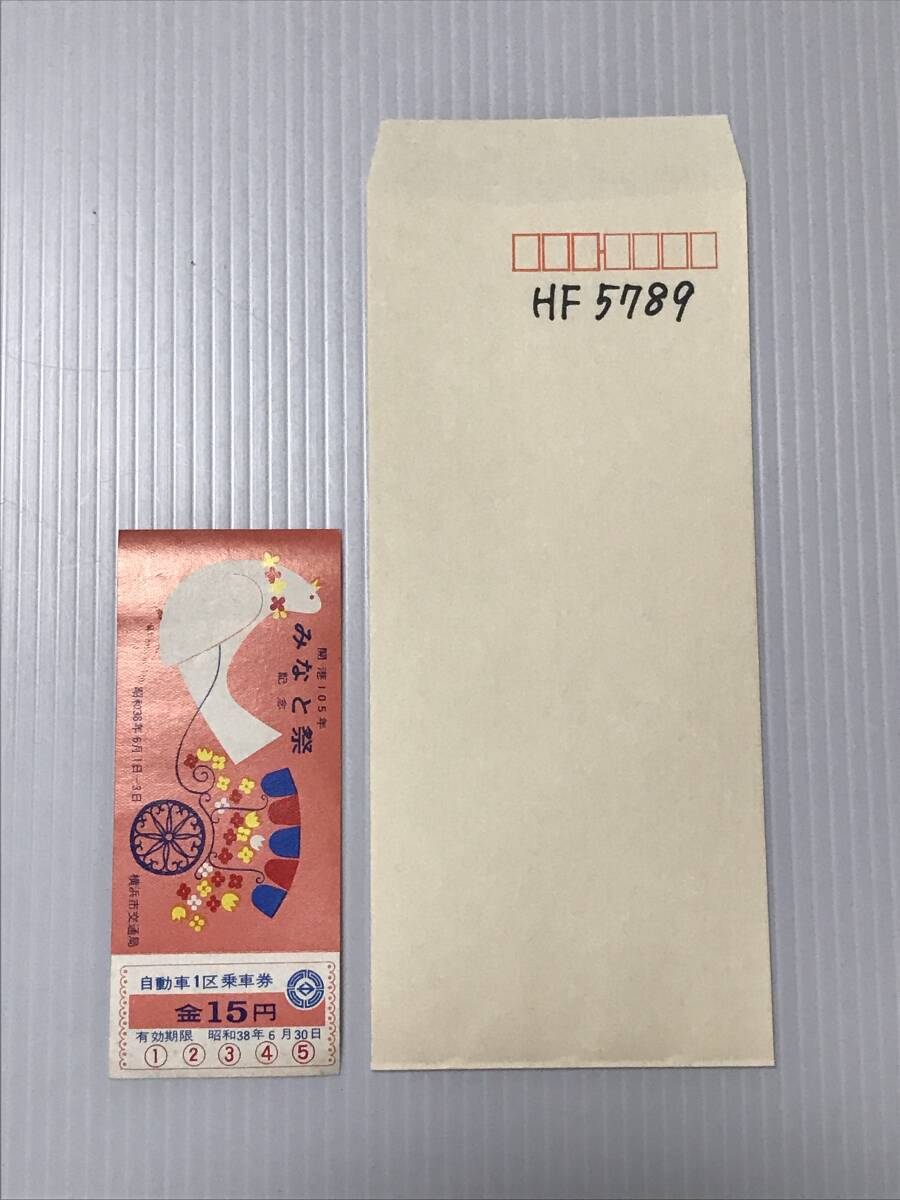 HF 5789
開港105年
みなと祭
記念
昭和38年6月1日-3日
横浜市交通局
自動車1区乗車券
金15円
有効期限 昭和38年6月30日
1 2 3 4 5